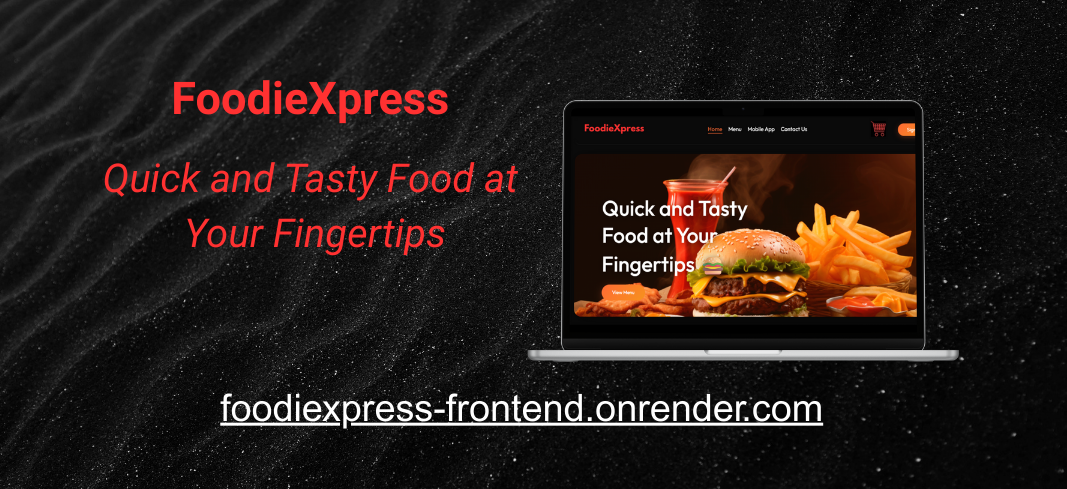 FoodieXpress
Quick and Tasty Food at
Your Fingertips
FoodieXpress
Home Menu Mobile App Contact Us
Quick and Tasty
Food at Your
Fingertips
View Menu
foodiexpress-frontend.onrender.com